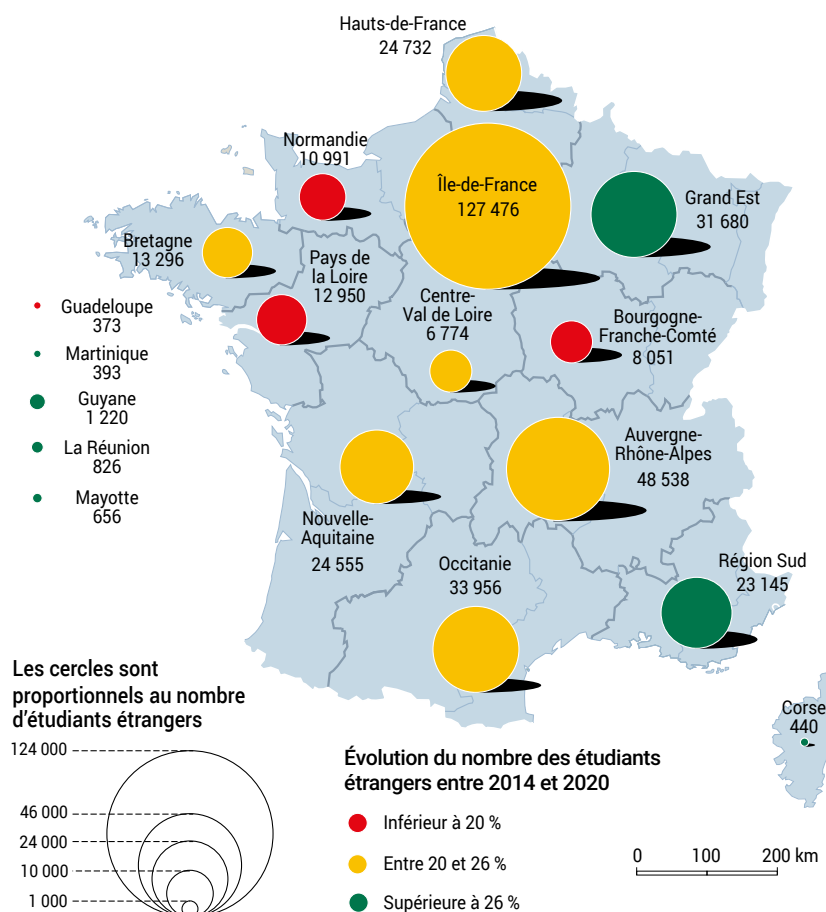 Hauts-de-France
24 732
Normandie
10 991
Île-de-France
127 476
Grand Est
31 680
Bretagne
13 296
Pays de
la Loire
12 950
Centre-
Val de Loire
6 774
Bourgogne-
Franche-Comté
8 051
Guadeloupe
373
Martinique
393
Guyane
1 220
La Réunion
826
Mayotte
656
Auvergne-
Rhône-Alpes
48 538
Nouvelle-
Aquitaine
24 555
Occitanie
33 956
Région Sud
23 145
Corse
440
Les cercles sont
proportionnels au nombre
d'étudiants étrangers
124 000
46 000
24 000
10 000
1 000
Évolution du nombre des étudiants
étrangers entre 2014 et 2020
Inférieur à 20 %
Entre 20 et 26 %
Supérieure à 26 %
0 100 200 km